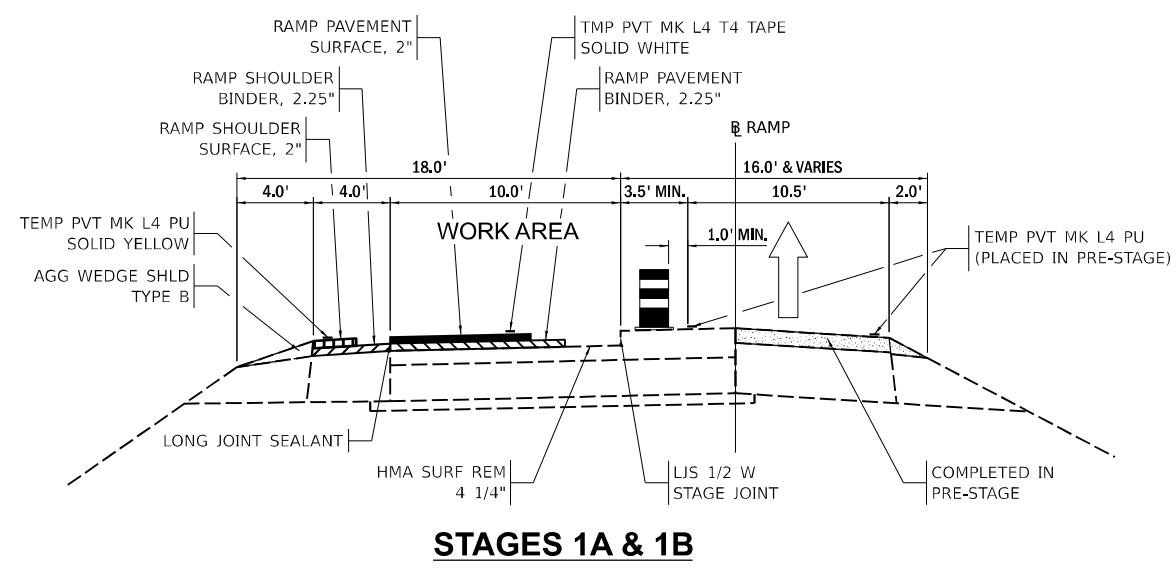 RAMP PAVEMENT
SURFACE, 2"
TMP PVT MK L4 T4 TAPE
SOLID WHITE
RAMP SHOULDER
BINDER, 2.25"
RAMP PAVEMENT
BINDER, 2.25"
RAMP SHOULDER
SURFACE, 2"
℄ RAMP
18.0'
16.0' & VARIES
4.0'
4.0'
10.0'
3.5' MIN.
10.5'
2.0'
TEMP PVT MK L4 PU
SOLID YELLOW
WORK AREA
1.0' MIN.
TEMP PVT MK L4 PU
(PLACED IN PRE-STAGE)
AGG WEDGE SHLD
TYPE B
LONG JOINT SEALANT
HMA SURF REM
4 1/4"
LJS 1/2 W
STAGE JOINT
COMPLETED IN
PRE-STAGE
STAGES 1A & 1B